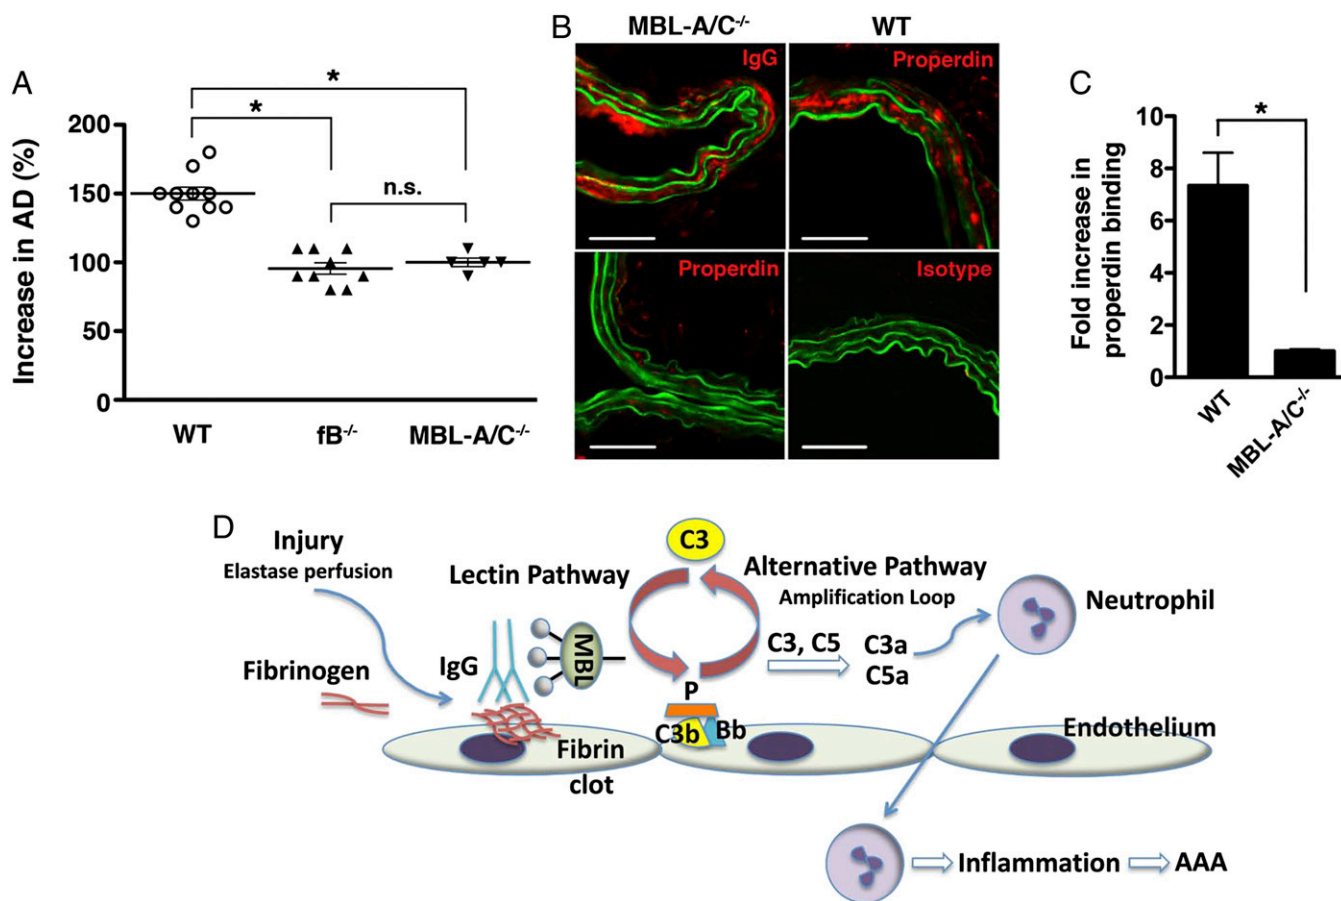 A
Increase in AD (%)
200
150
100
50
0
*
*
n.s.
WT
fB-/-
MBL-A/C-/-
B
MBL-A/C-/-
WT
IgG
Properdin
Properdin
Isotype
C
Fold increase in
properdin binding
10
8
6
4
2
0
*
WT
MBL-A/C-/-
D
Injury
Elastase perfusion
Fibrinogen
IgG
Lectin Pathway
MBL
C3
Alternative Pathway
Amplification Loop
C3, C5
C3a
C5a
Neutrophil
P
C3b
Bb
Fibrin
clot
Endothelium
Inflammation
AAA